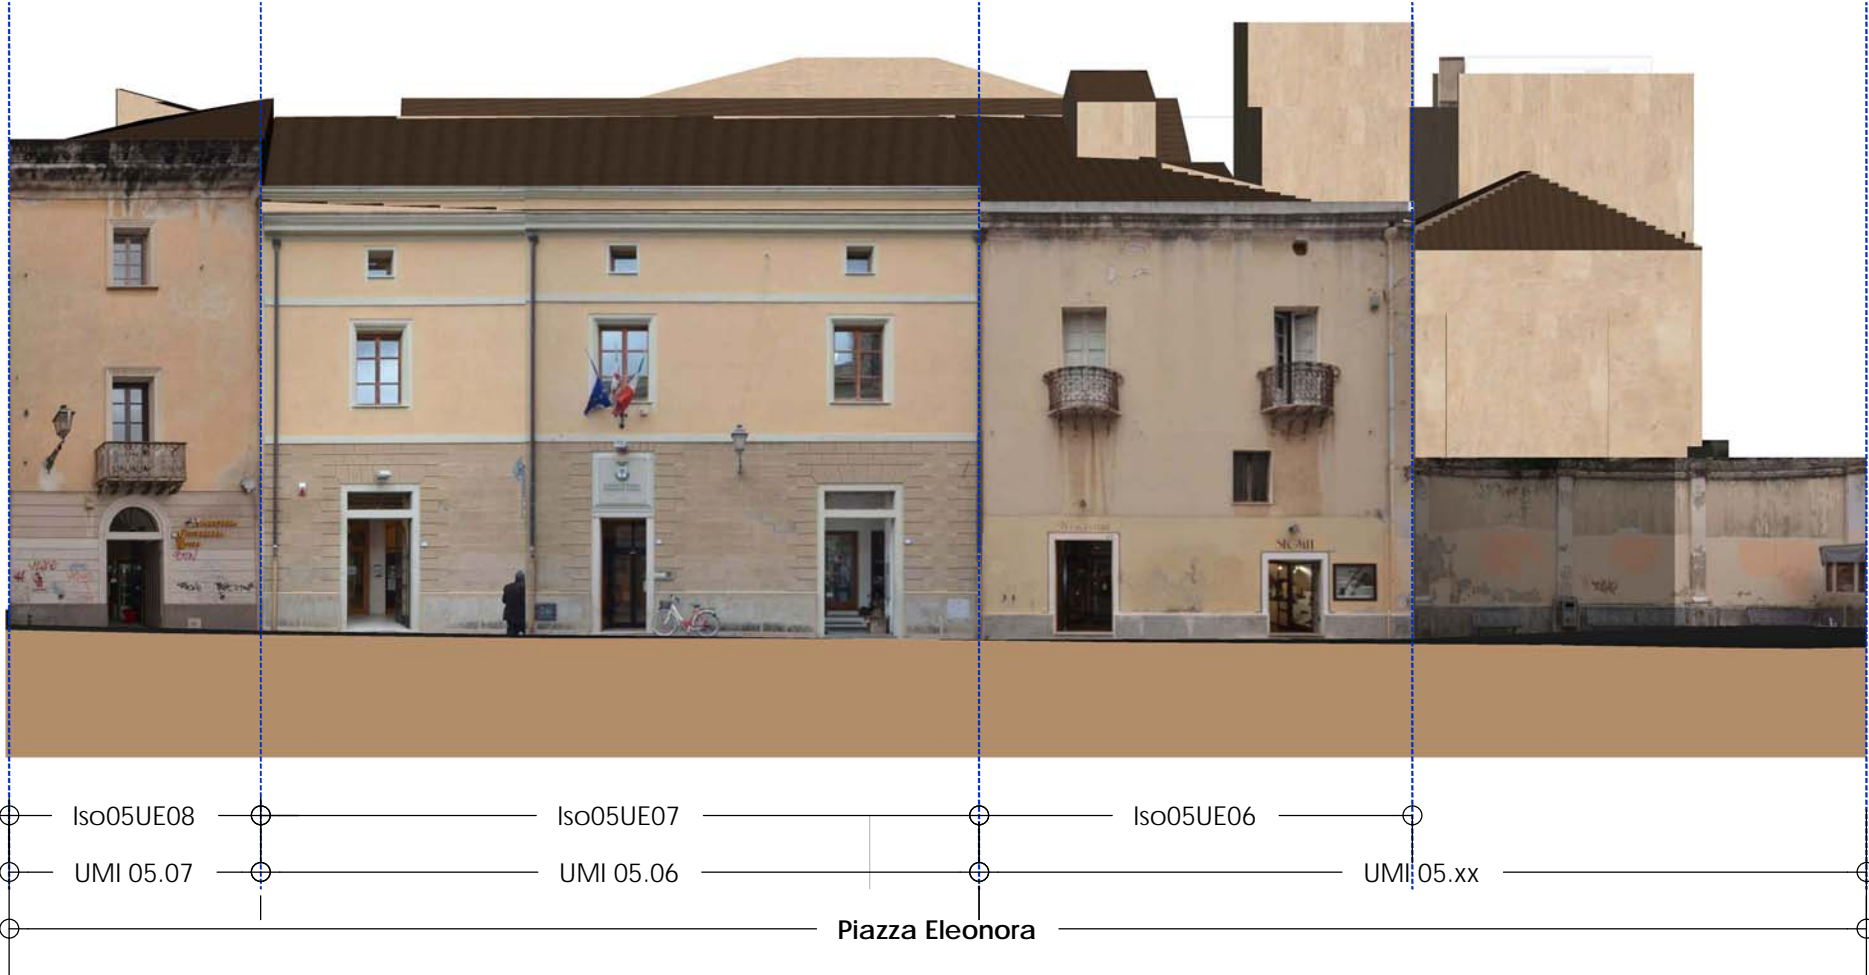 Iso05UE08 Iso05UE07 Iso05UE06
UMI 05.07 UMI 05.06 UMI 05.xx
Piazza Eleonora